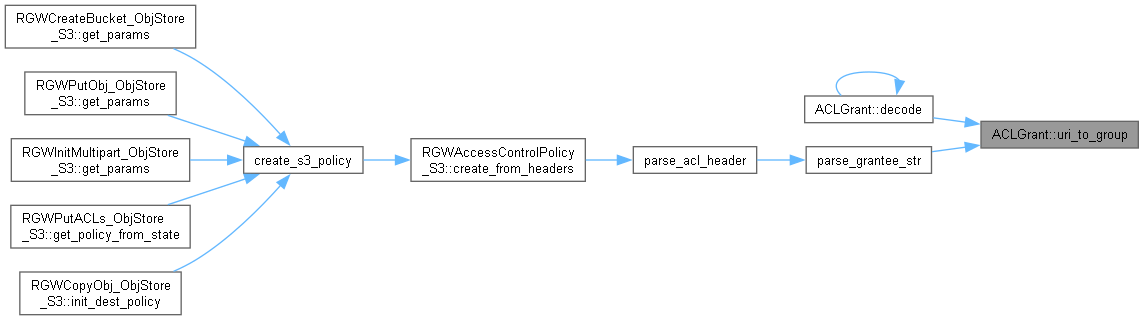 RGWCreateBucket_ObjStore
_S3::get_params
RGWPutObj_ObjStore
_S3::get_params
RGWInitMultipart_ObjStore
_S3::get_params
RGWPutACLs_ObjStore
_S3::get_policy_from_state
RGWCopyObj_ObjStore
_S3::init_dest_policy
create_s3_policy
RGWAccessControlPolicy
_S3::create_from_headers
parse_acl_header
ACLGrant::decode
parse_grantee_str
ACLGrant::uri_to_group